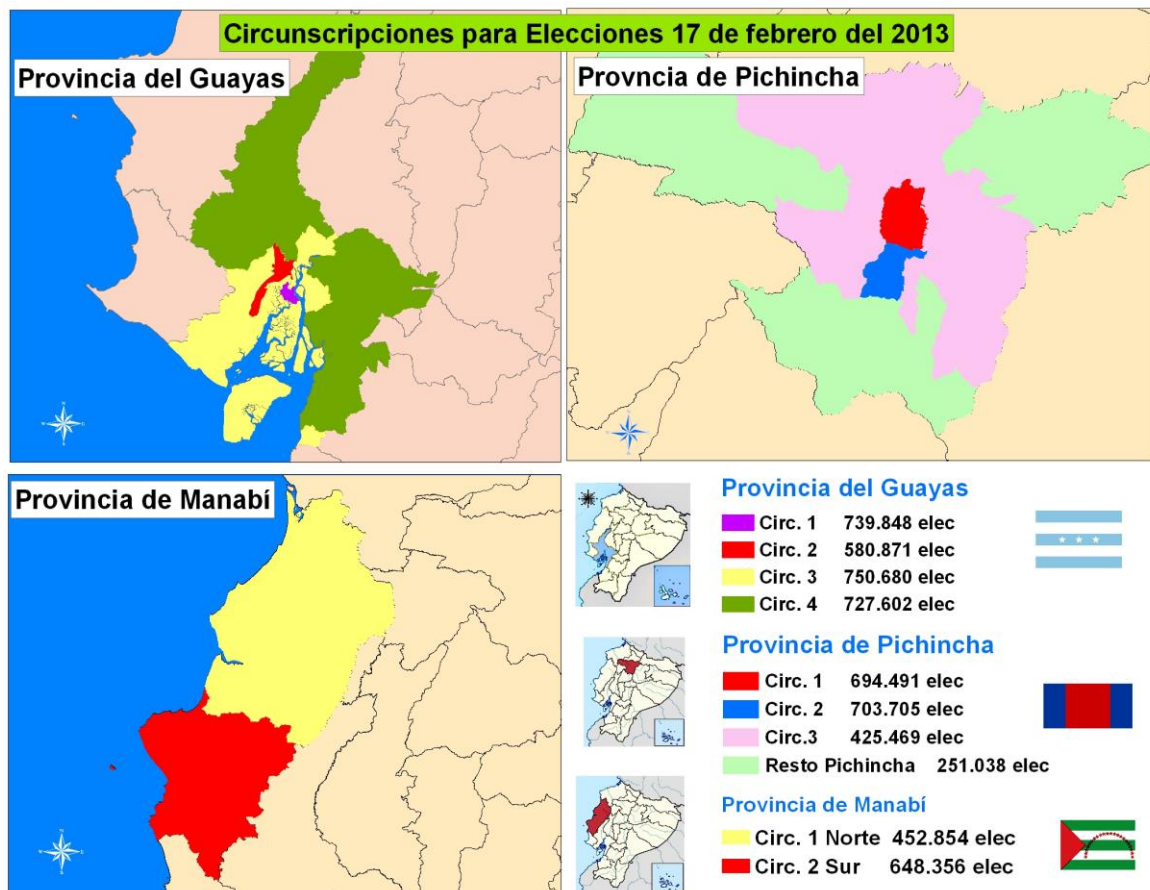 Circunscripciones para Elecciones 17 de febrero del 2013
Provincia del Guayas
Provncia de Pichincha
Provincia de Manabí
Provincia del Guayas
Circ. 1 739.848 elec
Circ. 2 580.871 elec
Circ. 3 750.680 elec
Circ. 4 727.602 elec
Provincia de Pichincha
Circ. 1 694.491 elec
Circ. 2 703.705 elec
Circ.3 425.469 elec
Resto Pichincha 251.038 elec
Provincia de Manabí
Circ. 1 Norte 452.854 elec
Circ. 2 Sur 648.356 elec